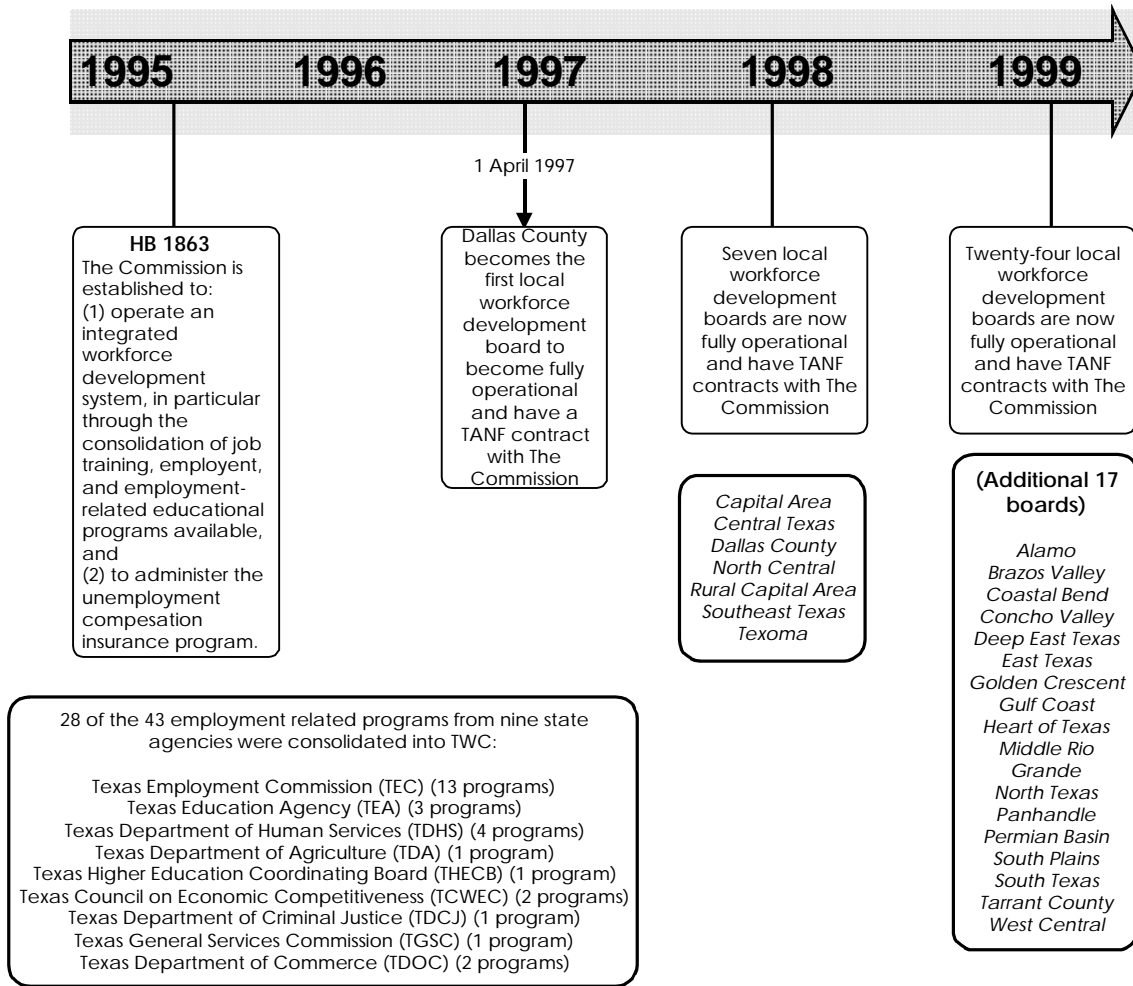 1995 1996 1997 1998 1999
1 April 1997
HB 1863
The Commission is
established to:
(1) operate an
integrated
workforce
development
system, in particular
through the
consolidation of job
training, employent,
and employment-
related educational
programs available,
and
(2) to administer the
unemployment
compesation
insurance program.
Dallas County
becomes the
first local
workforce
development
board to
become fully
operational
and have a
TANF contract
with The
Commission
Seven local
workforce
development
boards are now
fully operational
and have TANF
contracts with The
Commission
Capital Area
Central Texas
Dallas County
North Central
Rural Capital Area
Southeast Texas
Texoma
Twenty-four local
workforce
development
boards are now
fully operational
and have TANF
contracts with The
Commission
(Additional 17
boards)
Alamo
Brazos Valley
Coastal Bend
Concho Valley
Deep East Texas
East Texas
Golden Crescent
Gulf Coast
Heart of Texas
Middle Rio
Grande
North Texas
Panhandle
Permian Basin
South Plains
South Texas
Tarrant County
West Central
28 of the 43 employment related programs from nine state
agencies were consolidated into TWC:
Texas Employment Commission (TEC) (13 programs)
Texas Education Agency (TEA) (3 programs)
Texas Department of Human Services (TDHS) (4 programs)
Texas Department of Agriculture (TDA) (1 program)
Texas Higher Education Coordinating Board (THECB) (1 program)
Texas Council on Economic Competitiveness (TCWEC) (2 programs)
Texas Department of Criminal Justice (TDCJ) (1 program)
Texas General Services Commission (TGSC) (1 program)
Texas Department of Commerce (TDOC) (2 programs)